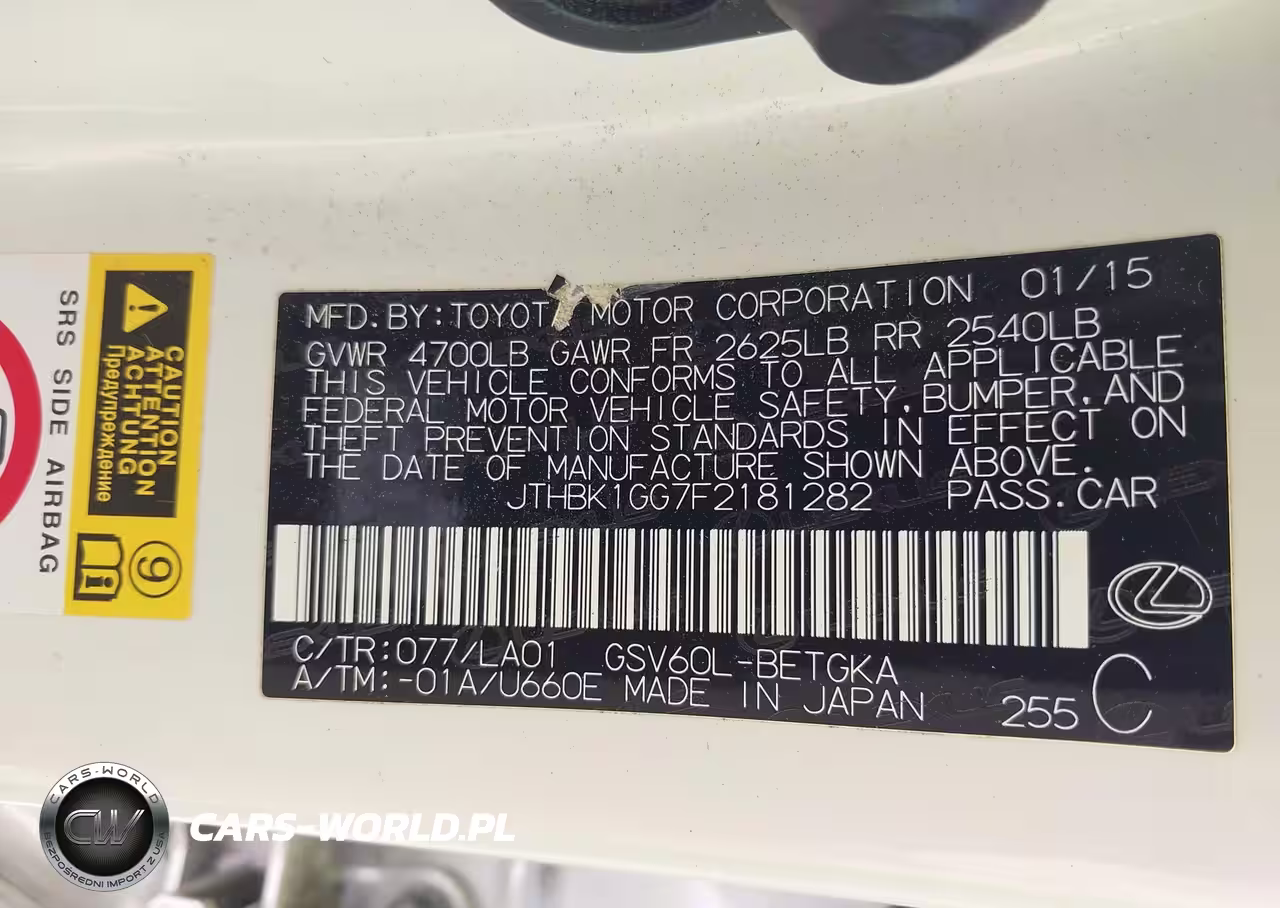 MFD.BY:TOYOT MOTOR CORPORATION 01/15
GVWR 4700LB GAWR FR 2625LB RR 2540LB
THIS VEHICLE CONFORMS TO ALL APPLICABLE
FEDERAL MOTOR VEHICLE SAFETY,BUMPER,AND
THEFT PREVENTION STANDARDS IN EFFECT ON
THE DATE OF MANUFACTURE SHOWN ABOVE.
JTHBK1GG7F2181282 PASS.CAR
C/TR:077/LA01 GSV60L-BETGKA
A/TM:-01A/U660E MADE IN JAPAN
255 C
CAUTION
ATTENTION
ACHTUNG
Предупреждение
9
SRS SIDE AIRBAG
CARS-WORLD
CW
BEZPOŚREDNI IMPORT Z USA
CARS-WORLD.PL